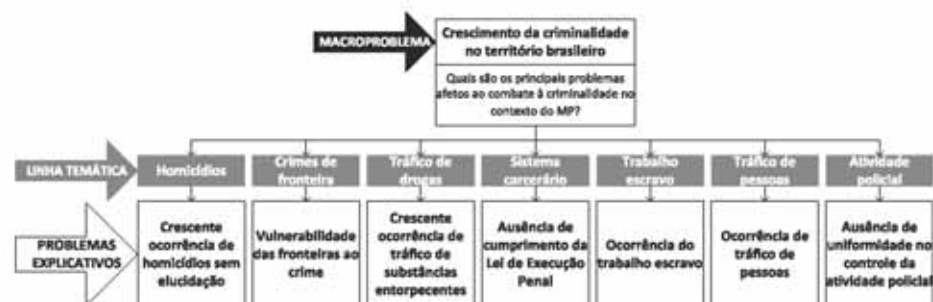 MACROPROBLEMA
Crescimento da criminalidade
no território brasileiro
Quais são os principais problemas
afetos ao combate à criminalidade no
contexto do MP?
LINHA TEMÁTICA
Homicídios
Crimes de
fronteira
Tráfico de
drogas
Sistema
carcerário
Trabalho
escravo
Tráfico de
pessoas
Atividade
policial
PROBLEMAS
EXPLICATIVOS
Crescente
ocorrência de
homicídios sem
elucidação
Vulnerabilidade
das fronteiras ao
crime
Crescente
ocorrência de
tráfico de
substâncias
entorpecentes
Ausência de
cumprimento da
Lei de Execução
Penal
Ocorrência do
trabalho escravo
Ocorrência de
tráfico de
pessoas
Ausência de
uniformidade no
controle da
atividade policial